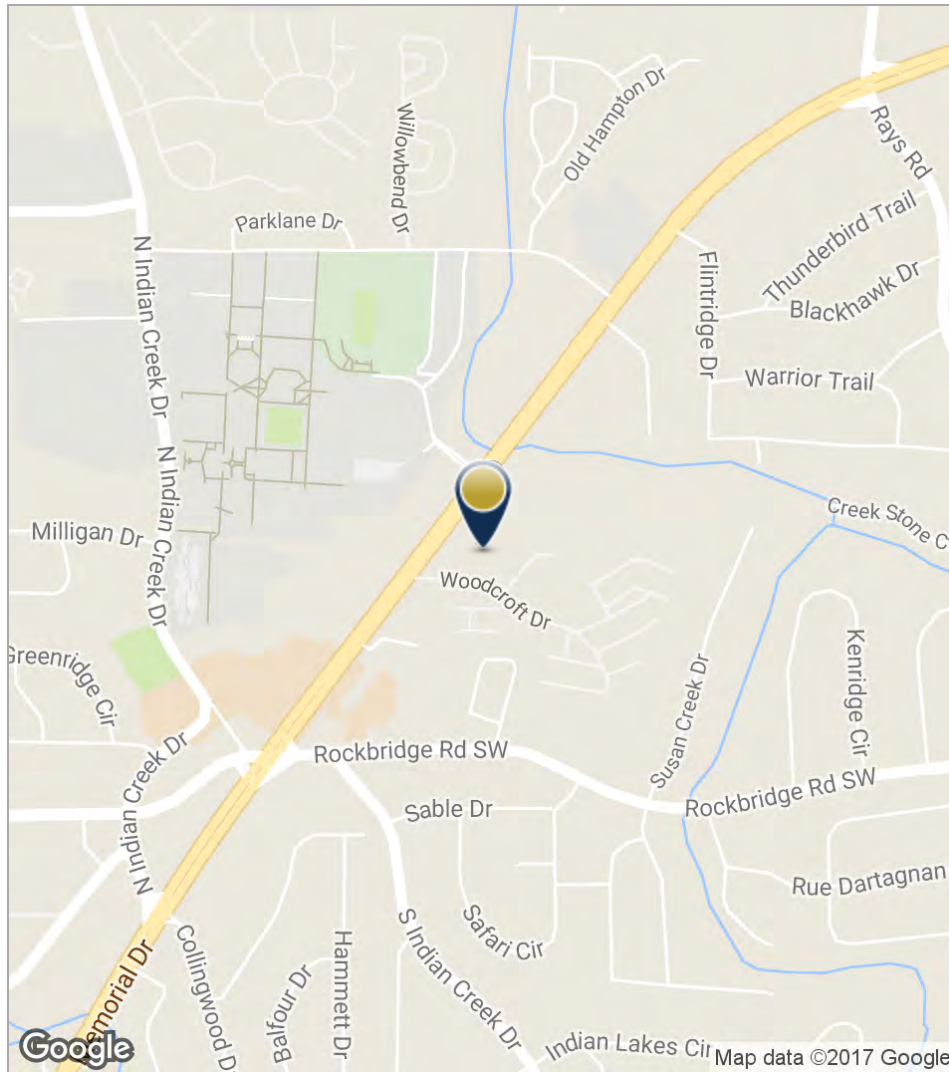 Old Hampton Dr
Willowbend Dr
Rays Rd
Parklane Dr
Thunderbird Trail
N Indian Creek Dr
Flintridge Dr
Blackhawk Dr
Warrior Trail
N Indian Creek Dr
Creek Stone C
Milligan Dr
Woodcroft Dr
Greenridge Cir
Kenridge Cir
Susan Creek Dr
N Indian Creek Dr
Rockbridge Rd SW
Rockbridge Rd SW
Sable Dr
Rue Dartagnan
Safari Cir
S Indian Creek Dr
Collingwood D
Hammett Dr
Balfour Dr
Memorial Dr
Indian Lakes Cir
Google
Map data ©2017 Google